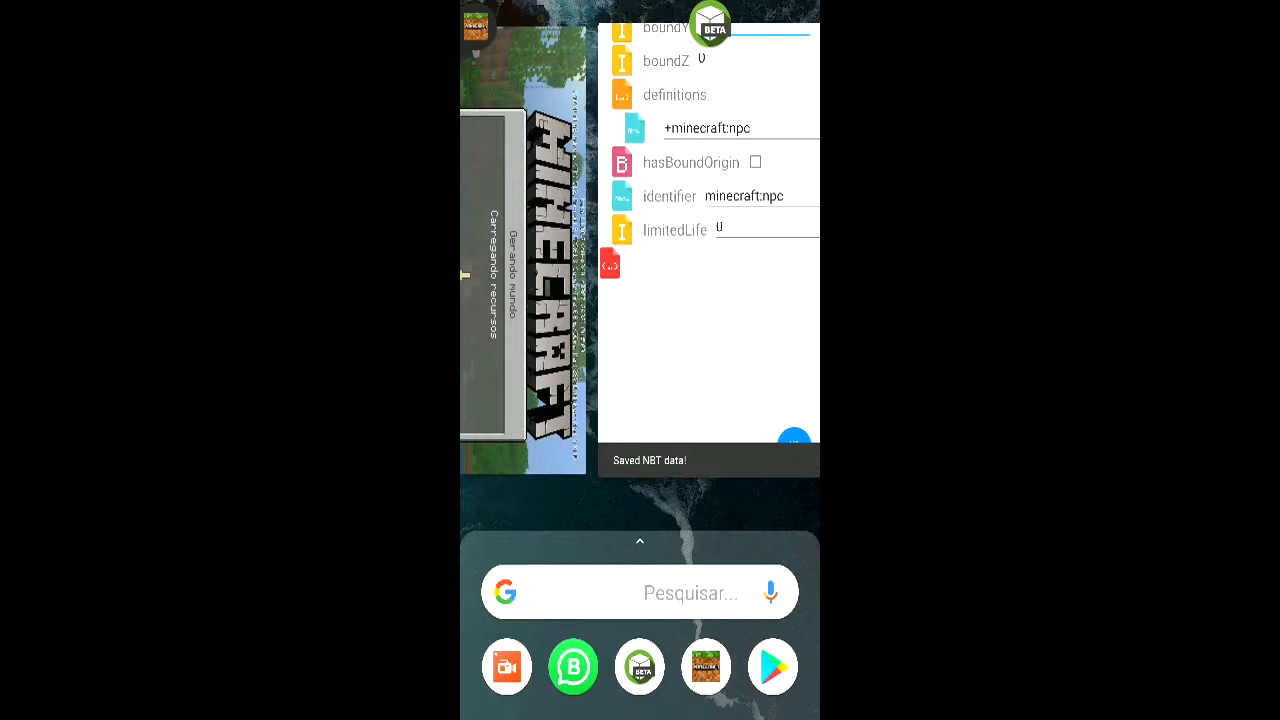 boundY
BETA
boundZ 0
definitions
+minecraft:npc
hasBoundOrigin
identifier minecraft:npc
limitedLife 0
Saved NBT data!
MINECRAFT
Gerando mundo
Carregando recursos
Pesquisar...
BETA